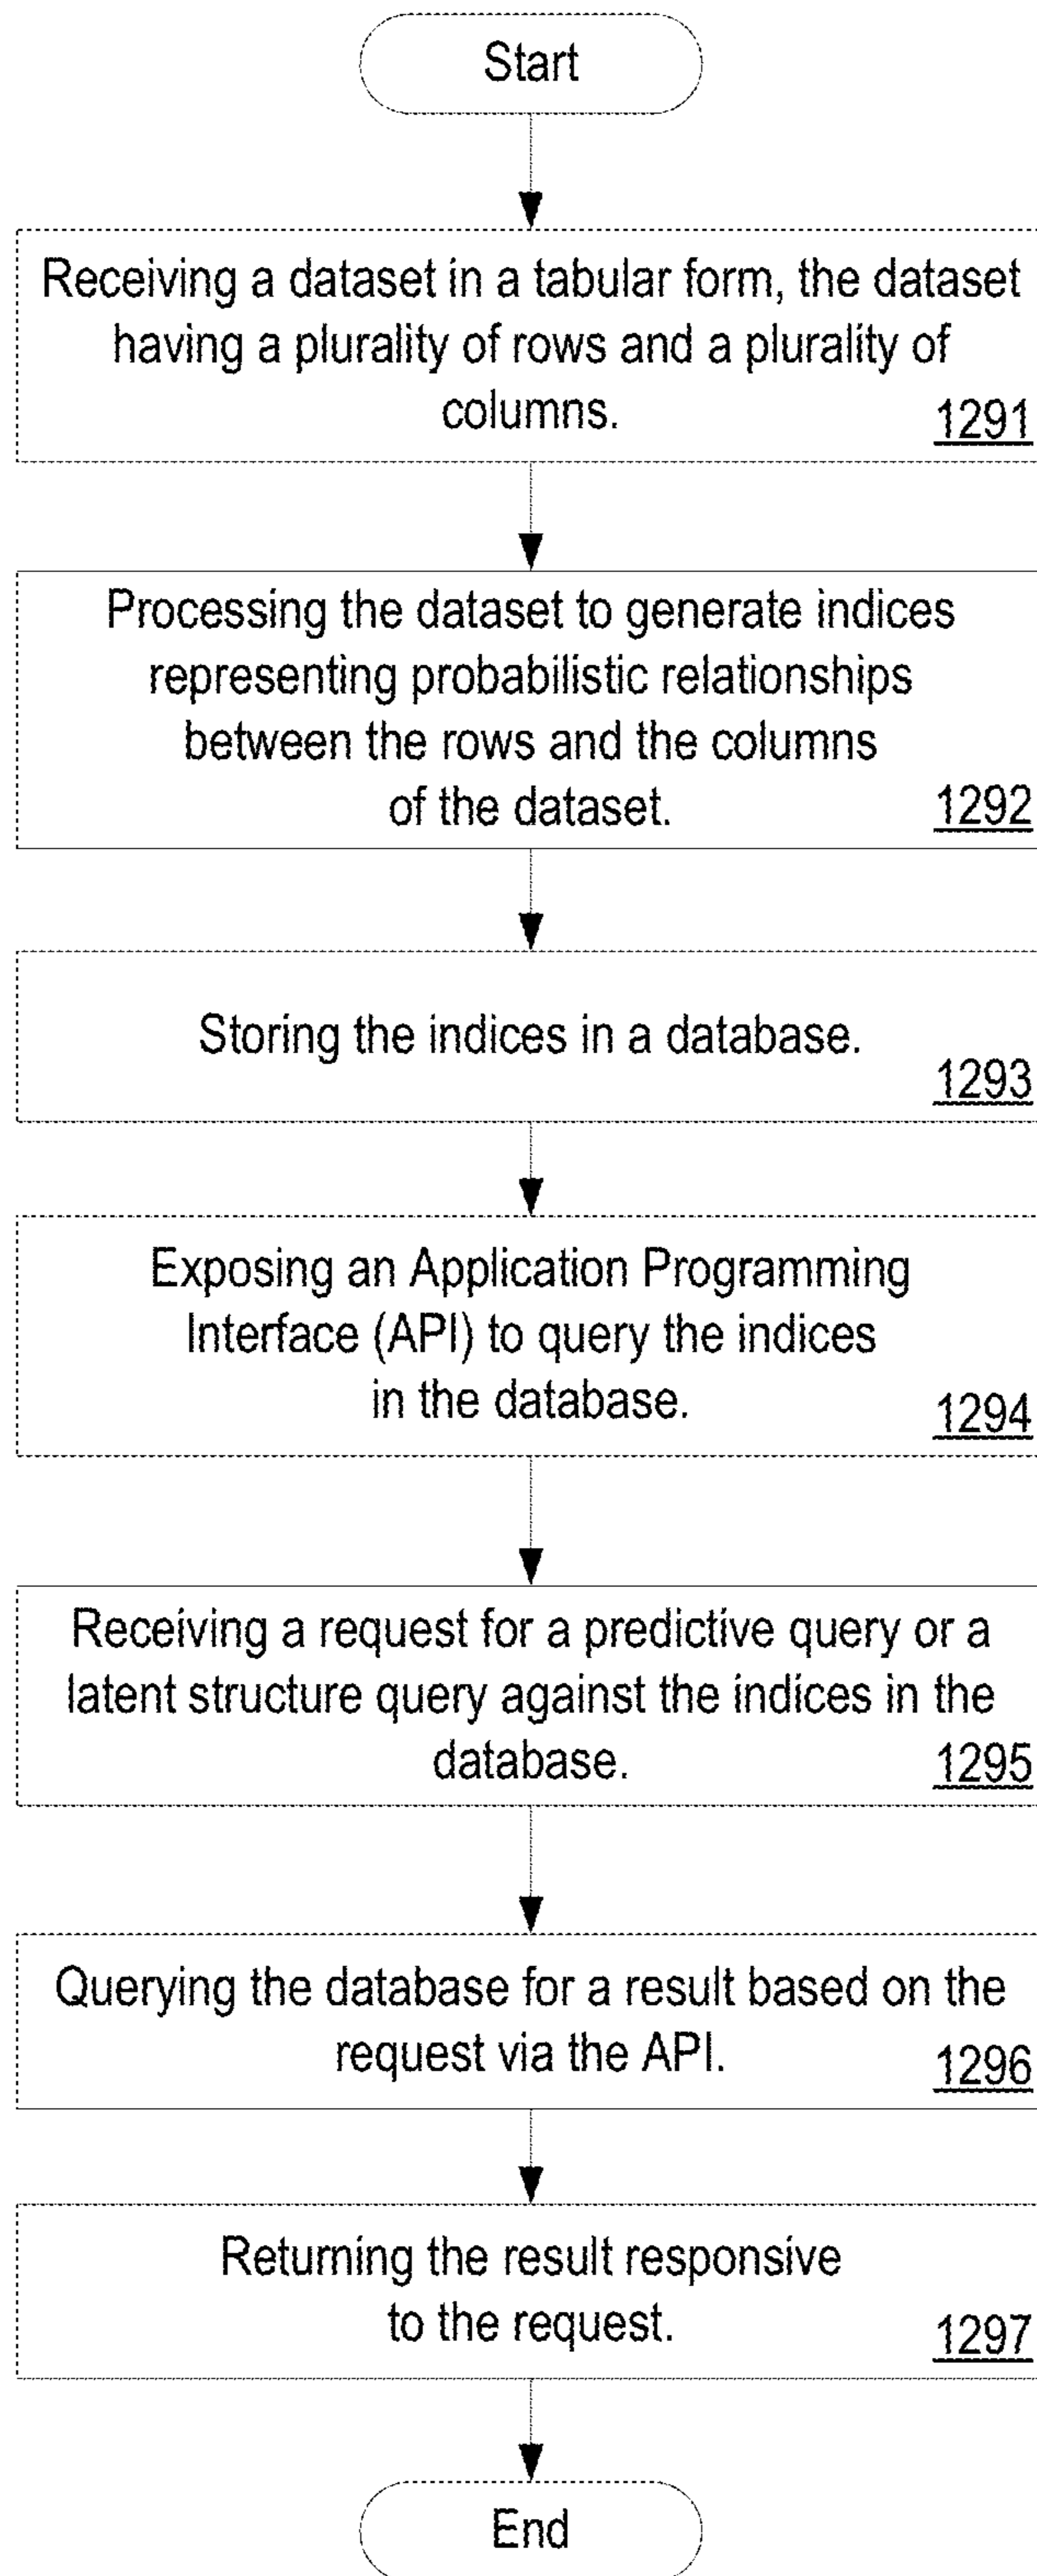 Start
Receiving a dataset in a tabular form, the dataset
having a plurality of rows and a plurality of
columns.
1291
Processing the dataset to generate indices
representing probabilistic relationships
between the rows and the columns
of the dataset.
1292
Storing the indices in a database.
1293
Exposing an Application Programming
Interface (API) to query the indices
in the database.
1294
Receiving a request for a predictive query or a
latent structure query against the indices in the
database.
1295
Querying the database for a result based on the
request via the API.
1296
Returning the result responsive
to the request.
1297
End